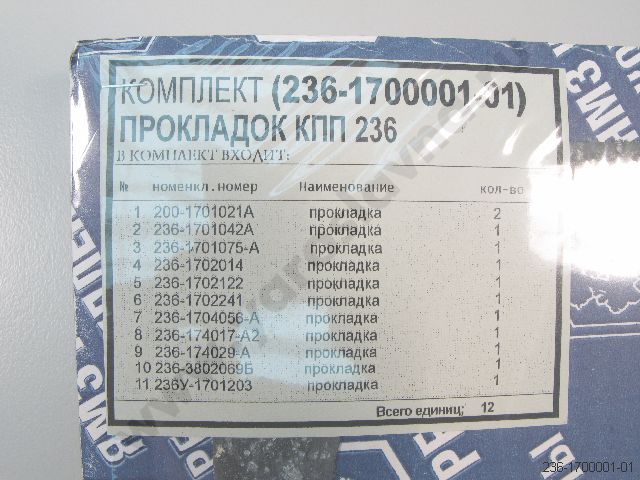 КОМПЛЕКТ (236-1700001-01)
ПРОКЛАДОК КПП 236
В КОМПЛЕКТ ВХОДИТ:
№ номенкл.номер Наименование кол-во
1 200-1701021А прокладка 2
2 236-1701042А прокладка 1
3 236-1701075-А прокладка 1
4 236-1702014 прокладка 1
5 236-1702122 прокладка 1
6 236-1702241 прокладка 1
7 236-1704056-А прокладка 1
8 236-174017-А2 прокладка 1
9 236-174029-А прокладка 1
10 236-3802069Б прокладка 1
11 236У-1701203 прокладка 1
Всего единиц; 12
236-1700001-01